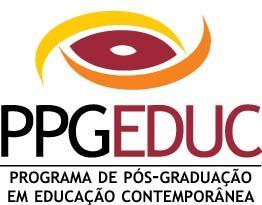 PPGEDUC
PROGRAMA DE PÓS-GRADUAÇÃO
EM EDUCAÇÃO CONTEMPORÂNEA